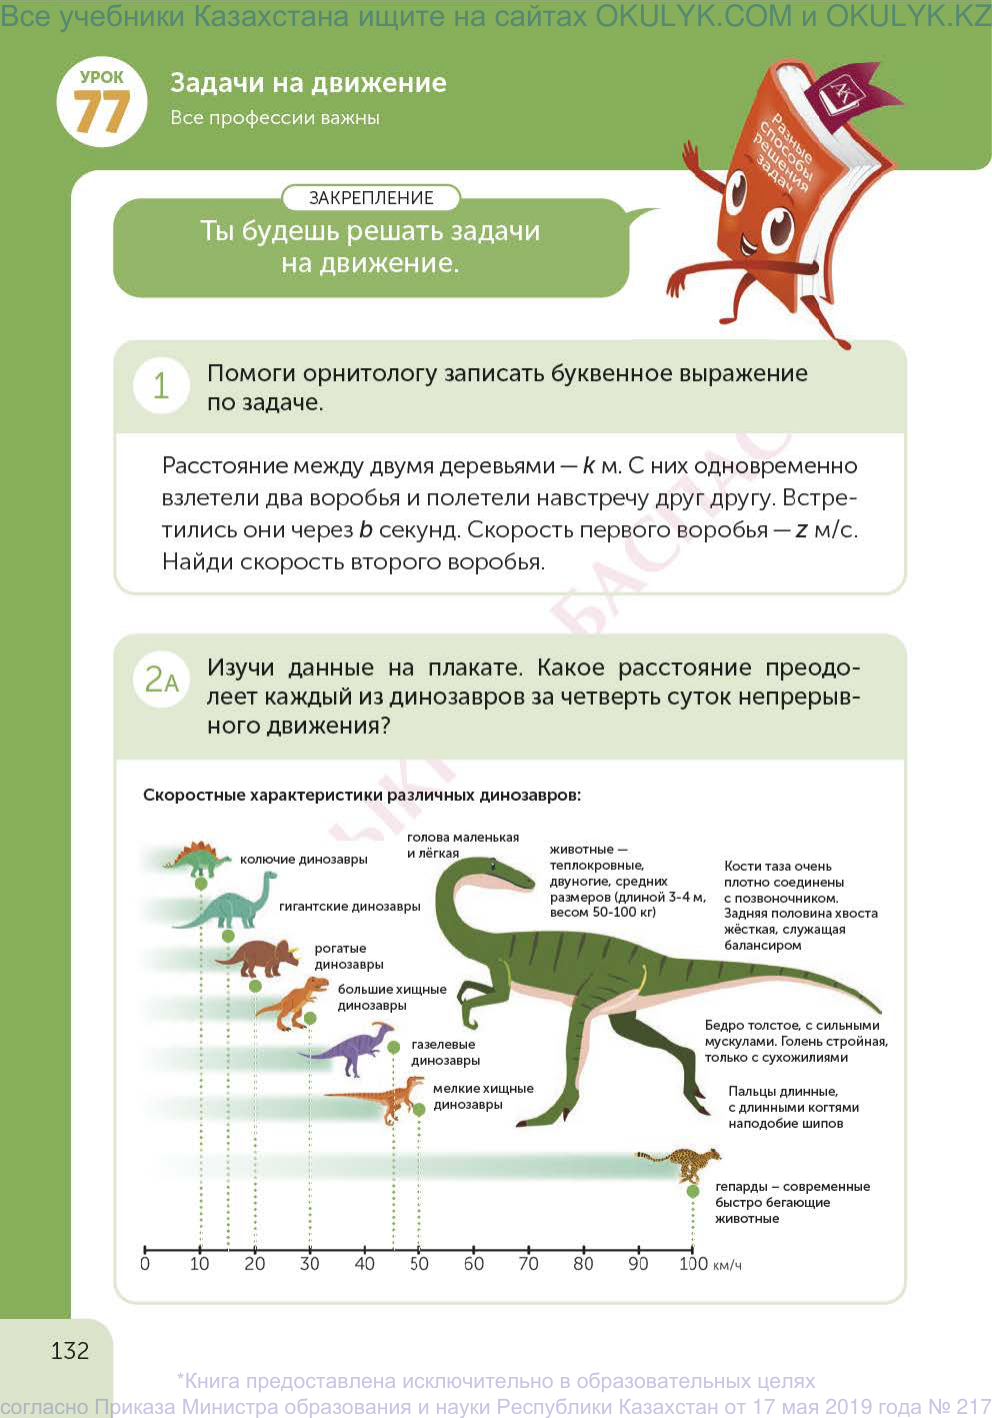 Все учебники Казахстана ищите на сайтах OKULYK.COM и OKULYK.KZ
УРОК
77
Задачи на движение
Все профессии важны
разные
способы
решения
задач
ЗАКРЕПЛЕНИЕ
Ты будешь решать задачи
на движение.
1
Помоги орнитологу записать буквенное выражение
по задаче.
Расстояние между двумя деревьями — k м. С них одновременно
взлетели два воробья и полетели навстречу друг другу. Встре-
тились они через b секунд. Скорость первого воробья — z м/с.
Найди скорость второго воробья.
2А
Изучи данные на плакате. Какое расстояние преодо-
леет каждый из динозавров за четверть суток непрерыв-
ного движения?
Скоростные характеристики различных динозавров:
колючие динозавры
гигантские динозавры
рогатые
динозавры
большие хищные
динозавры
газелевые
динозавры
мелкие хищные
динозавры
голова маленькая
и лёгкая
животные —
теплокровные,
двуногие, средних
размеров (длиной 3-4 м,
весом 50-100 кг)
Кости таза очень
плотно соединены
с позвоночником.
Задняя половина хвоста
жёсткая, служащая
балансиром
Бедро толстое, с сильными
мускулами. Голень стройная,
только с сухожилиями
Пальцы длинные,
с длинными когтями
наподобие шипов
гепарды – современные
быстро бегающие
животные
0 10 20 30 40 50 60 70 80 90 100 км/ч
132
*Книга предоставлена исключительно в образовательных целях
согласно Приказа Министра образования и науки Республики Казахстан от 17 мая 2019 года № 217